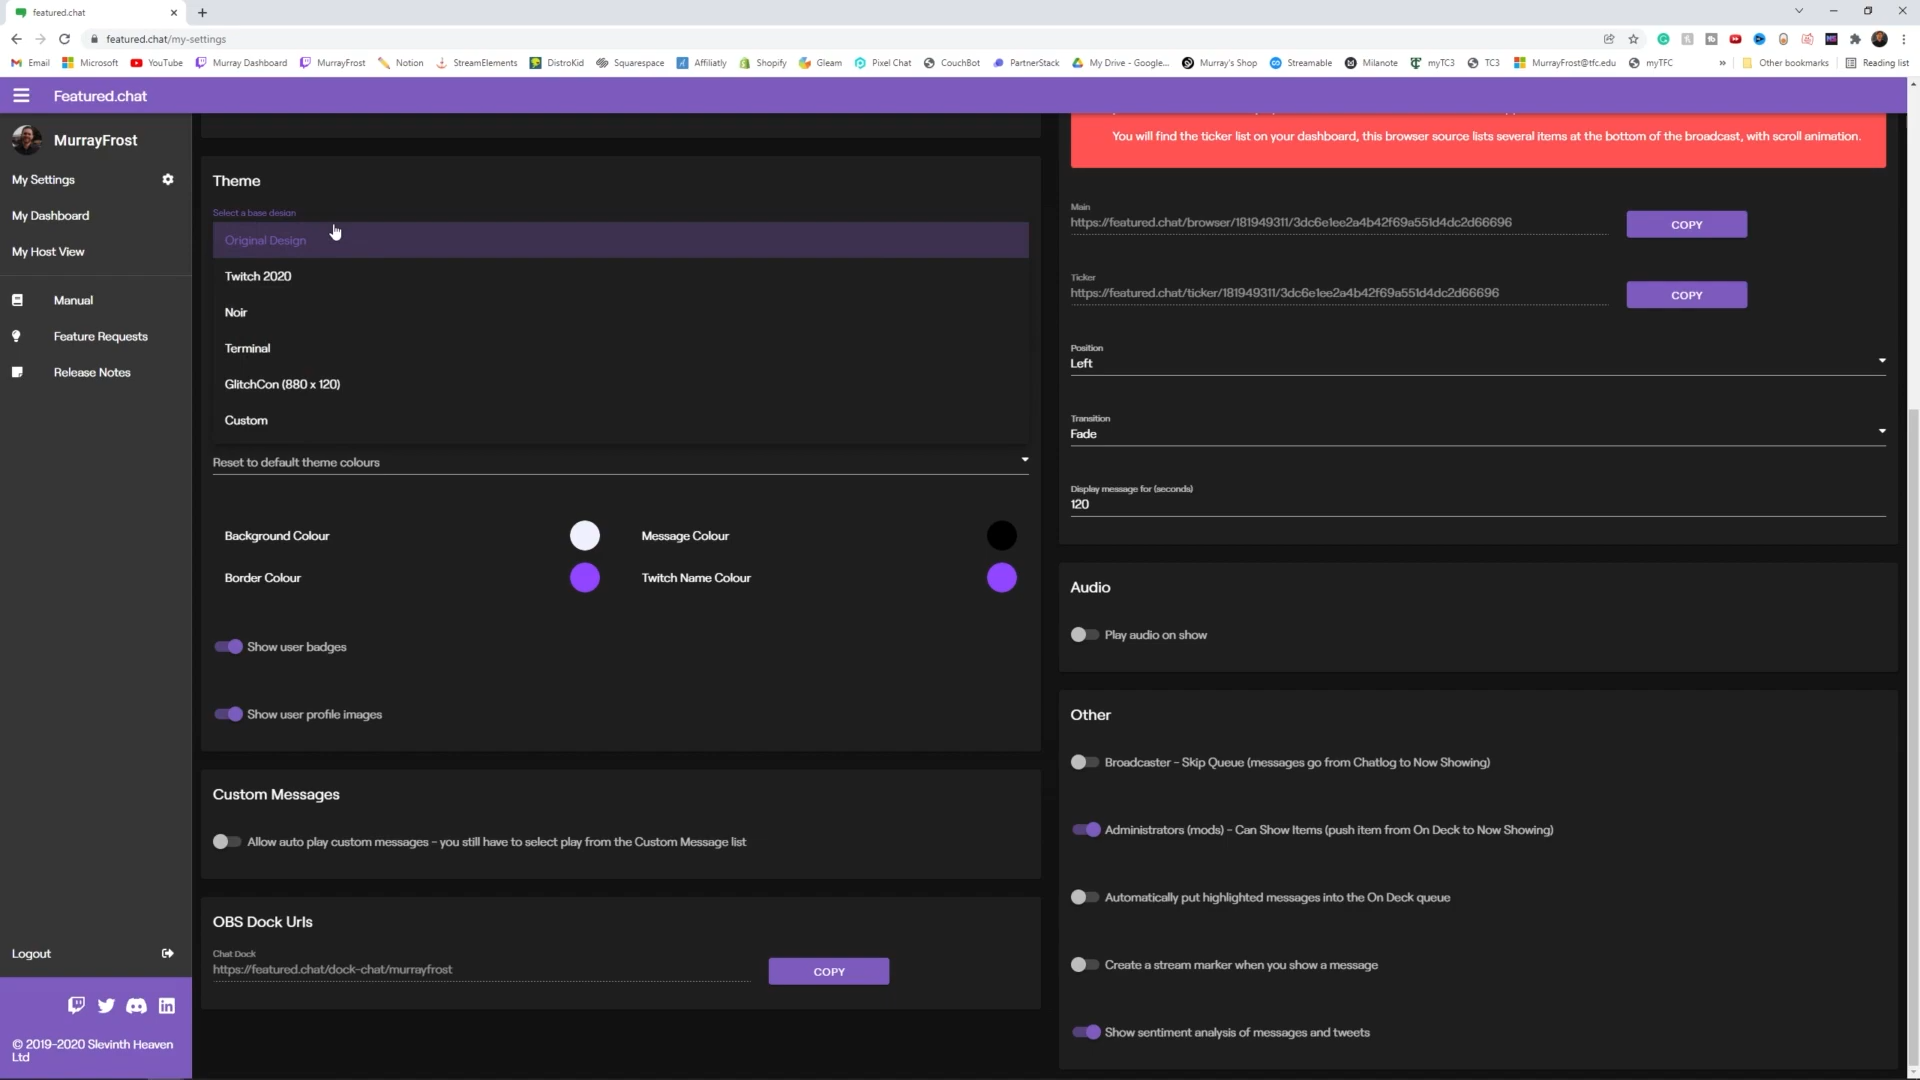 featured.chat
featured.chat/my-settings
Email
Microsoft
YouTube
Murray Dashboard
MurrayFrost
Notion
StreamElements
DistroKid
Squarespace
Affiliatly
Shopify
Gleam
Pixel Chat
CouchBot
PartnerStack
My Drive - Google...
Murray's Shop
Streamable
Milanote
myTC3
TC3
MurrayFrost@tfc.edu
myTFC
»
Other bookmarks
Reading list
Featured.chat
MurrayFrost
My Settings
My Dashboard
My Host View
Manual
Feature Requests
Release Notes
Logout
© 2019-2020 Slevinth Heaven
Ltd
Theme
Select a base design
Original Design
Twitch 2020
Noir
Terminal
GlitchCon (880 x 120)
Custom
Reset to default theme colours
Background Colour
Message Colour
Border Colour
Twitch Name Colour
Show user badges
Show user profile images
Custom Messages
Allow auto play custom messages - you still have to select play from the Custom Message list
OBS Dock Urls
Chat Dock
https://featured.chat/dock-chat/murrayfrost
COPY
You will find the ticker list on your dashboard, this browser source lists several items at the bottom of the broadcast, with scroll animation.
Main
https://featured.chat/browser/181949311/3dc6e1ee2a4b42f69a551d4dc2d66696
COPY
Ticker
https://featured.chat/ticker/181949311/3dc6e1ee2a4b42f69a551d4dc2d66696
COPY
Position
Left
Transition
Fade
Display message for (seconds)
120
Audio
Play audio on show
Other
Broadcaster - Skip Queue (messages go from Chatlog to Now Showing)
Administrators (mods) - Can Show Items (push item from On Deck to Now Showing)
Automatically put highlighted messages into the On Deck queue
Create a stream marker when you show a message
Show sentiment analysis of messages and tweets